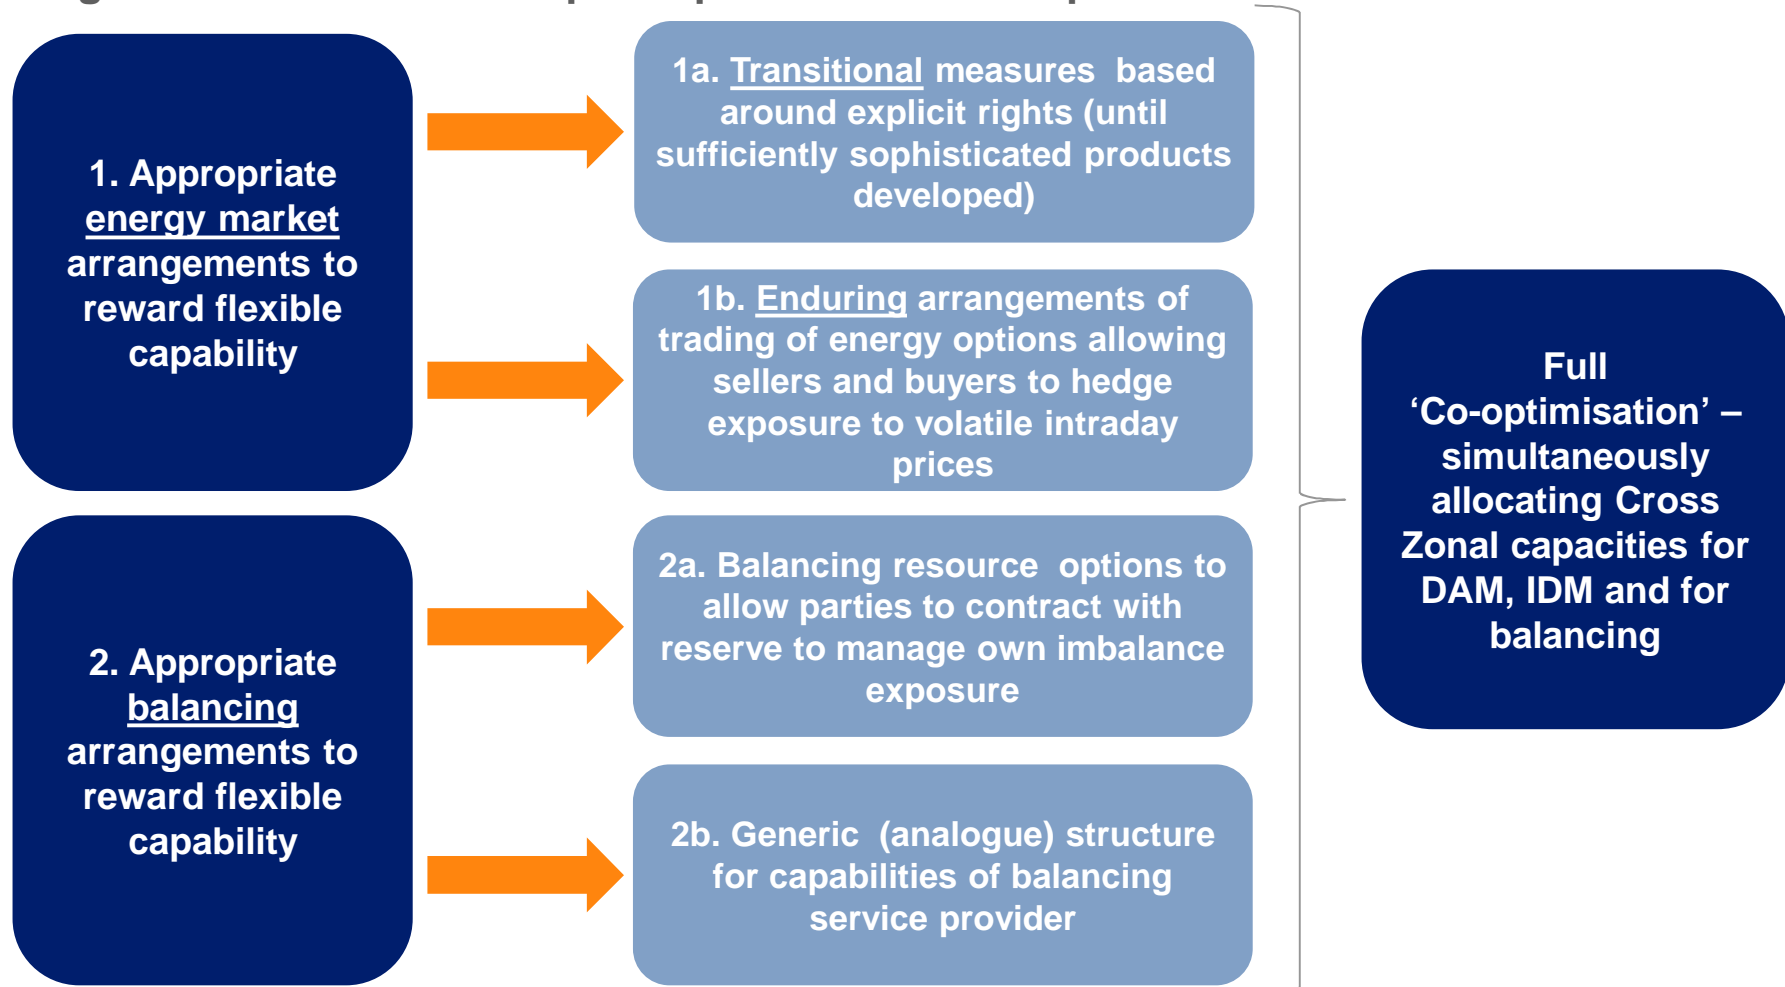 1. Appropriate
energy market
arrangements to
reward flexible
capability
1a. Transitional measures based
around explicit rights (until
sufficiently sophisticated products
developed)
1b. Enduring arrangements of
trading of energy options allowing
sellers and buyers to hedge
exposure to volatile intraday
prices
2. Appropriate
balancing
arrangements to
reward flexible
capability
2a. Balancing resource options to
allow parties to contract with
reserve to manage own imbalance
exposure
2b. Generic (analogue) structure
for capabilities of balancing
service provider
Full
‘Co-optimisation’ –
simultaneously
allocating Cross
Zonal capacities for
DAM, IDM and for
balancing